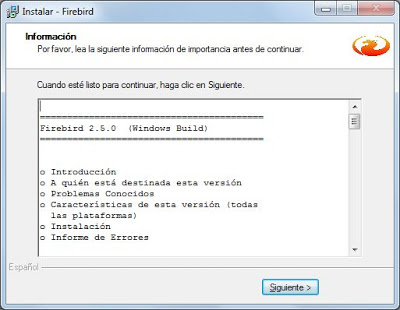 Instalar - Firebird
Información
Por favor, lea la siguiente información de importancia antes de continuar.
Cuando esté listo para continuar, haga clic en Siguiente.
========================================
Firebird 2.5.0 (Windows Build)
========================================
o Introducción
o A quién está destinada esta versión
o Problemas Conocidos
o Características de esta versión (todas
las plataformas)
o Instalación
o Informe de Errores
Español
Siguiente >